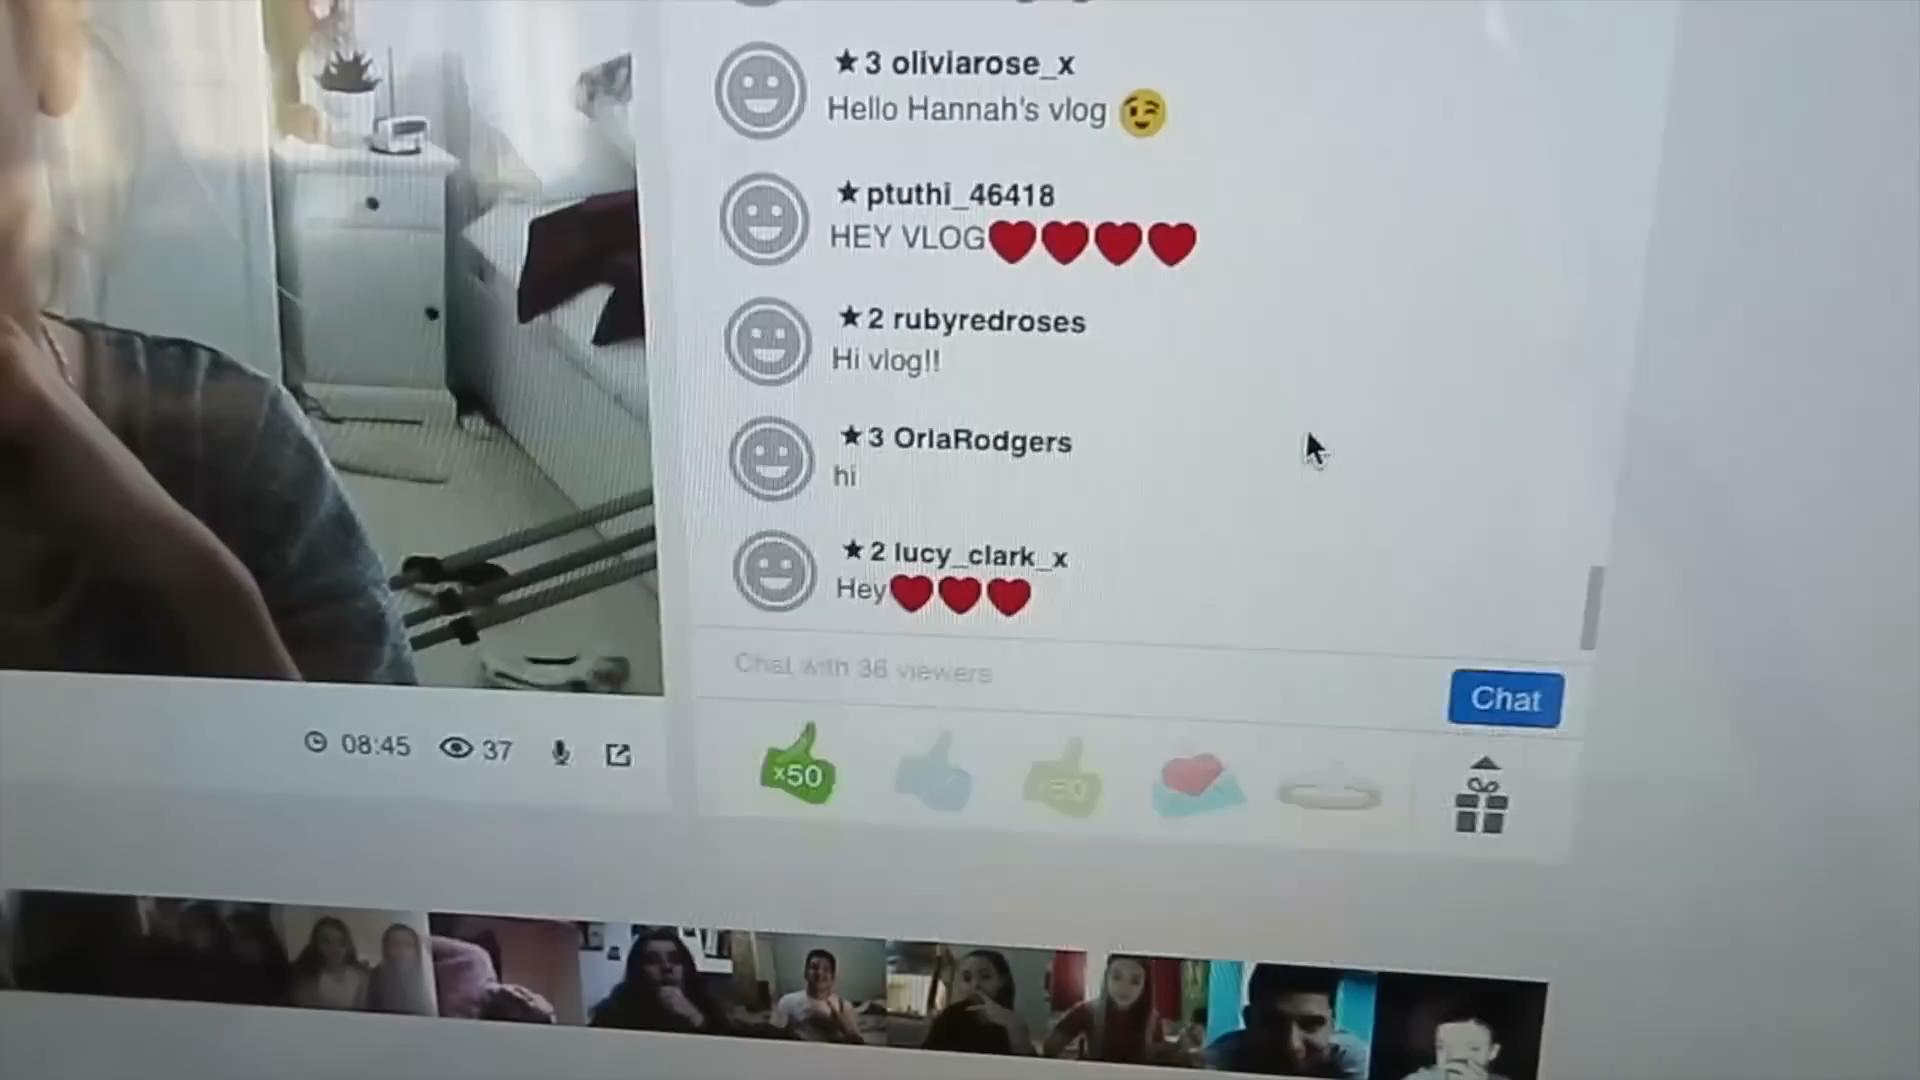 ★3 oliviarose_x
Hello Hannah's vlog 😉
★ptuthi_46418
HEY VLOG❤❤❤❤
★2 rubyredroses
Hi vlog!!
★3 OrlaRodgers
hi
★2 lucy_clark_x
Hey❤❤❤
Chat with 36 viewers
Chat
08:45 37
×50